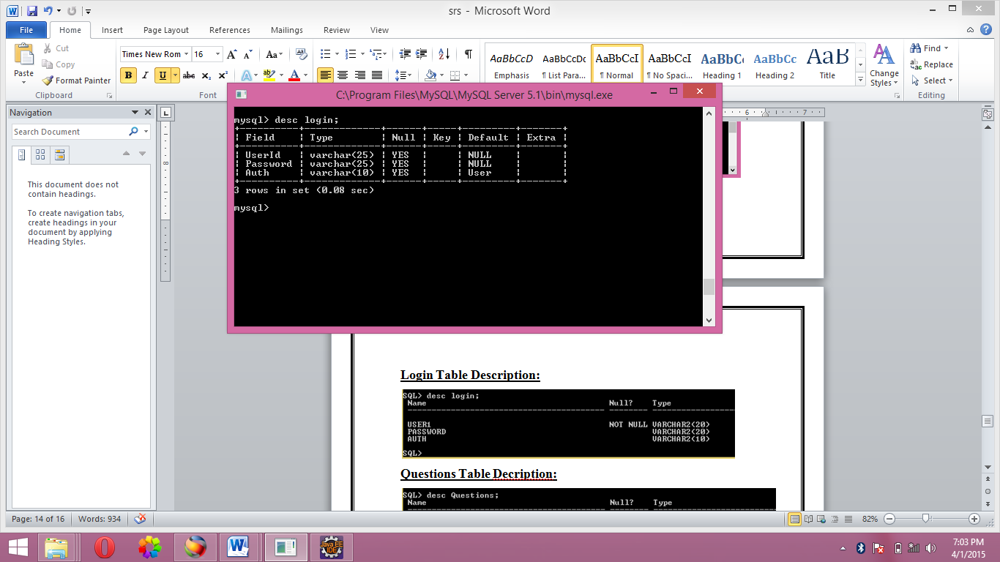 srs - Microsoft Word
File Home Insert Page Layout References Mailings Review View
Paste
Cut
Copy
Format Painter
Clipboard
Times New Rom 16
Font
AaBbCcD AaBbCcDc AaBbCcI AaBbCcI AaBbC AaBbCc AaB
Emphasis ¶ List Para... ¶ Normal ¶ No Spaci... Heading 1 Heading 2 Title
Change Styles
Find
Replace
Select
Editing
Navigation
Search Document
This document does not
contain headings.
To create navigation tabs,
create headings in your
document by applying
Heading Styles.
C:\Program Files\MySQL\MySQL Server 5.1\bin\mysql.exe
mysql> desc login;
+----------+-------------+------+-----+---------+-------+
| Field | Type | Null | Key | Default | Extra |
+----------+-------------+------+-----+---------+-------+
| UserId | varchar(25) | YES | | NULL | |
| Password | varchar(25) | YES | | NULL | |
| Auth | varchar(10) | YES | | User | |
+----------+-------------+------+-----+---------+-------+
3 rows in set (0.08 sec)
mysql>
6 7
8
Login Table Description:
SQL> desc login;
Name Null? Type
USER1 NOT NULL VARCHAR2(20)
PASSWORD VARCHAR2(20)
AUTH VARCHAR2(10)
SQL>
Questions Table Decription:
SQL> desc Questions;
Name Null? Type
Page: 14 of 16 Words: 934 82%
Java EE
IDE
7:03 PM
4/1/2015